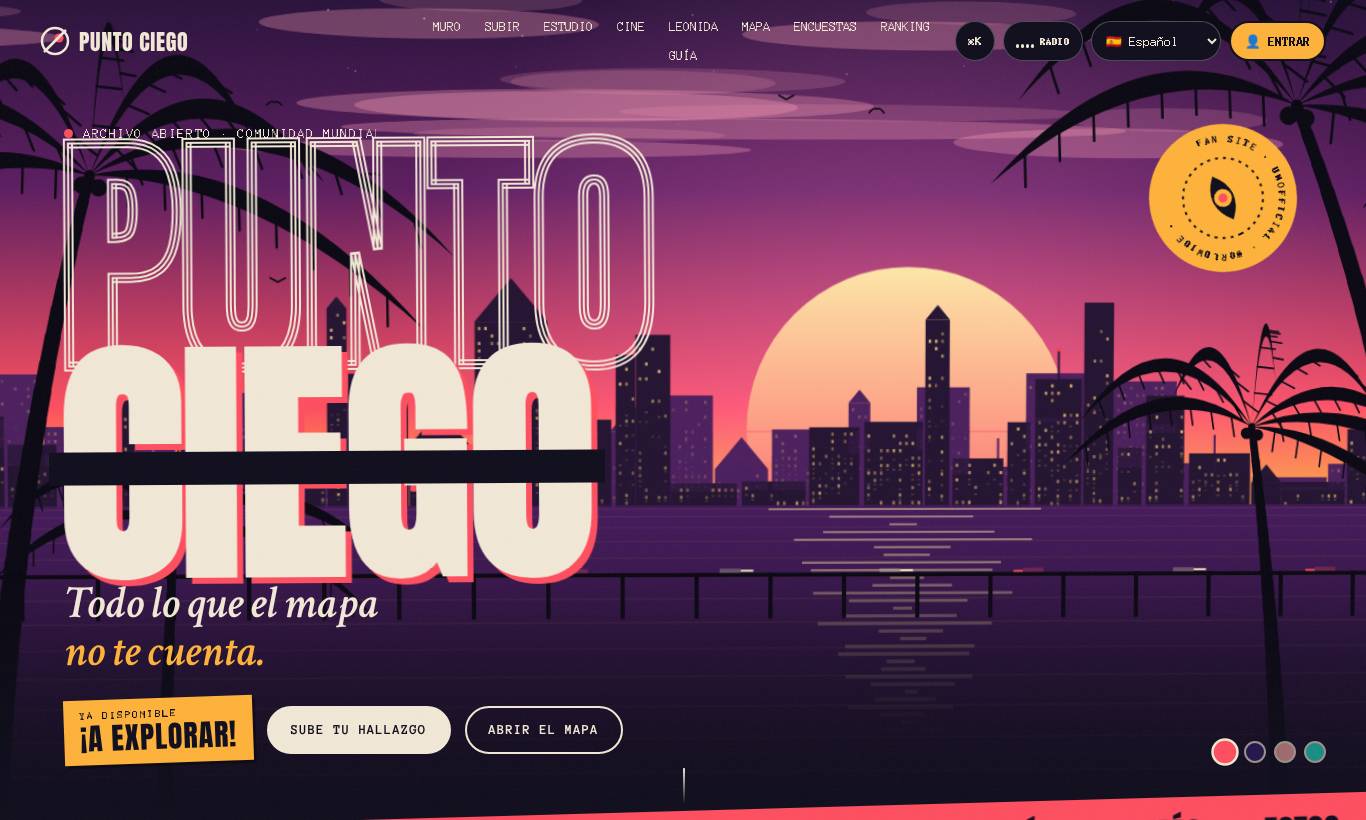 PUNTO CIEGO
MURO SUBIR ESTUDIO CINE LEONIDA MAPA ENCUESTAS RANKING
GUÍA
⌘K
RADIO
Español
ENTRAR
ARCHIVO ABIERTO · COMUNIDAD MUNDIAL
FAN SITE · UNOFFICIAL · WORLDWIDE ·
PUNTO
CIEGO
Todo lo que el mapa
no te cuenta.
YA DISPONIBLE
¡A EXPLORAR!
SUBE TU HALLAZGO
ABRIR EL MAPA